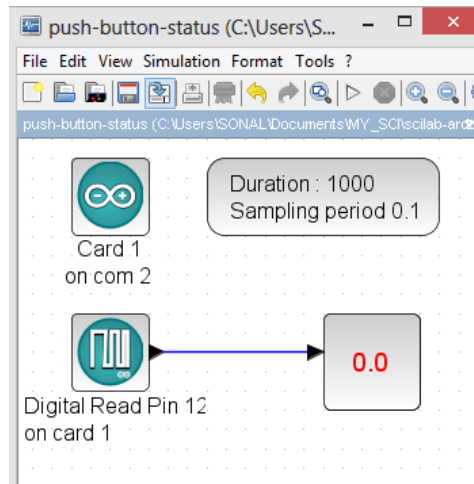 push-button-status (C:\Users\S...
File Edit View Simulation Format Tools ?
push-button-status (C:\Users\SONAL\Documents\MY_SCI\scilab-ard
Duration : 1000
Sampling period 0.1
Card 1
on com 2
0.0
Digital Read Pin 12
on card 1